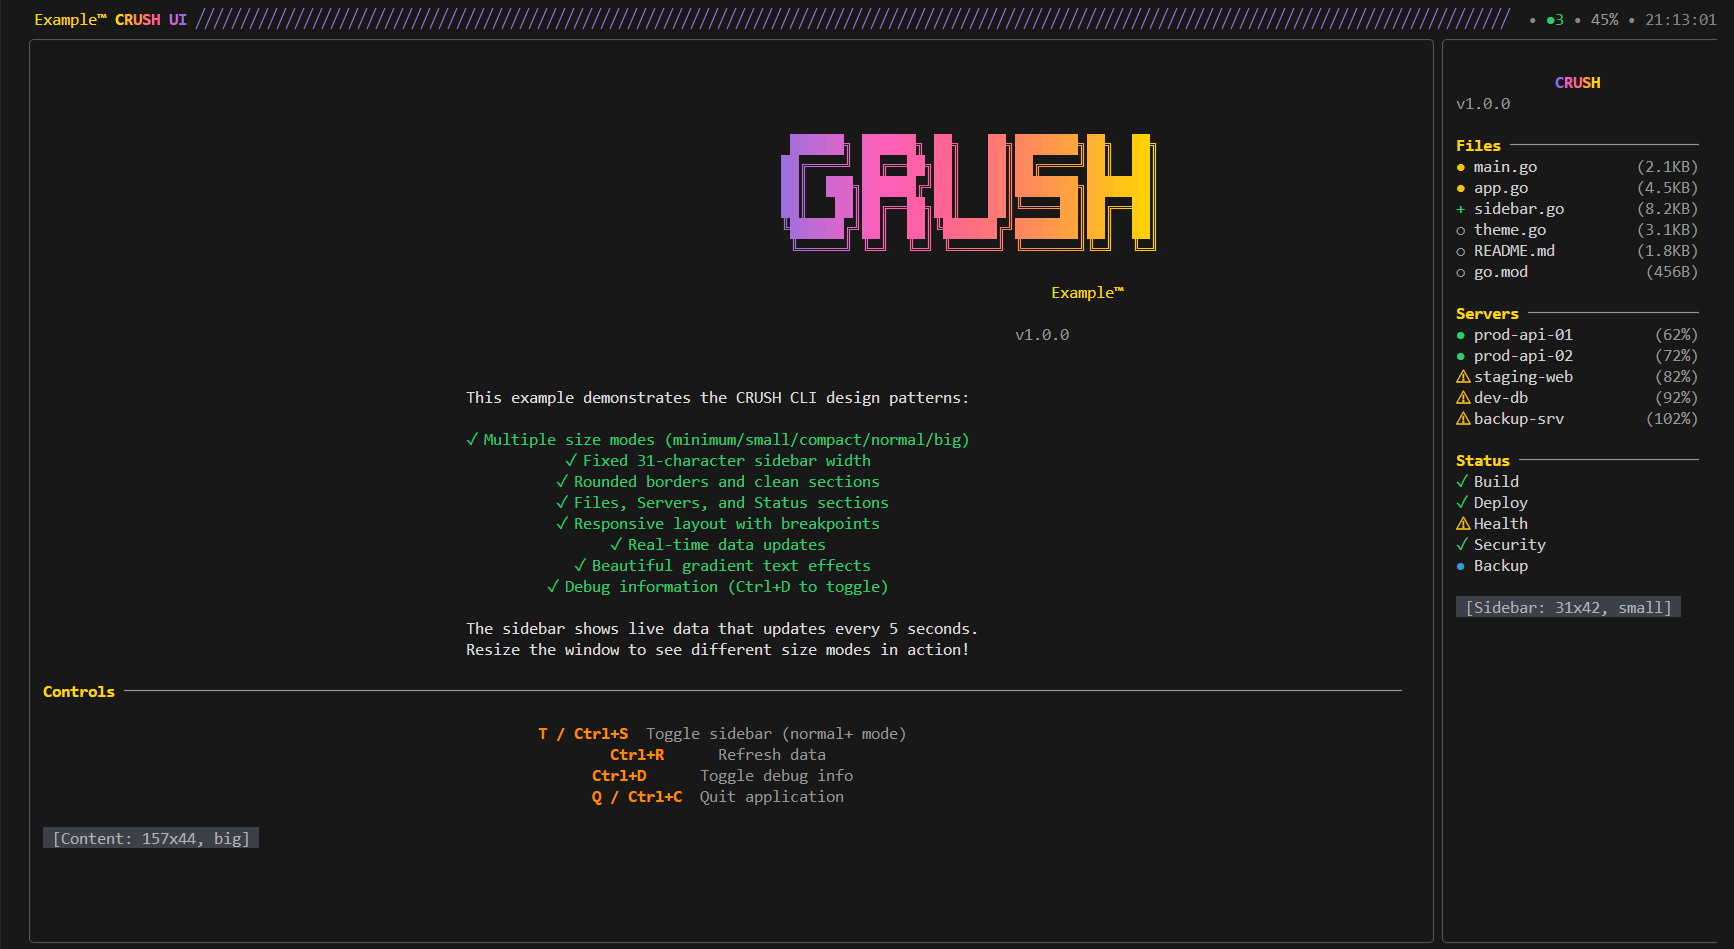 Example™ CRUSH UI • ●3 • 45% • 21:13:01
GRUSH
Example™
v1.0.0
This example demonstrates the CRUSH CLI design patterns:
✓ Multiple size modes (minimum/small/compact/normal/big)
✓ Fixed 31-character sidebar width
✓ Rounded borders and clean sections
✓ Files, Servers, and Status sections
✓ Responsive layout with breakpoints
✓ Real-time data updates
✓ Beautiful gradient text effects
✓ Debug information (Ctrl+D to toggle)
The sidebar shows live data that updates every 5 seconds.
Resize the window to see different size modes in action!
Controls
T / Ctrl+S Toggle sidebar (normal+ mode)
Ctrl+R Refresh data
Ctrl+D Toggle debug info
Q / Ctrl+C Quit application
[Content: 157x44, big]
CRUSH
v1.0.0
Files
● main.go (2.1KB)
● app.go (4.5KB)
+ sidebar.go (8.2KB)
○ theme.go (3.1KB)
○ README.md (1.8KB)
○ go.mod (456B)
Servers
● prod-api-01 (62%)
● prod-api-02 (72%)
⚠ staging-web (82%)
⚠ dev-db (92%)
⚠ backup-srv (102%)
Status
✓ Build
✓ Deploy
⚠ Health
✓ Security
● Backup
[Sidebar: 31x42, small]